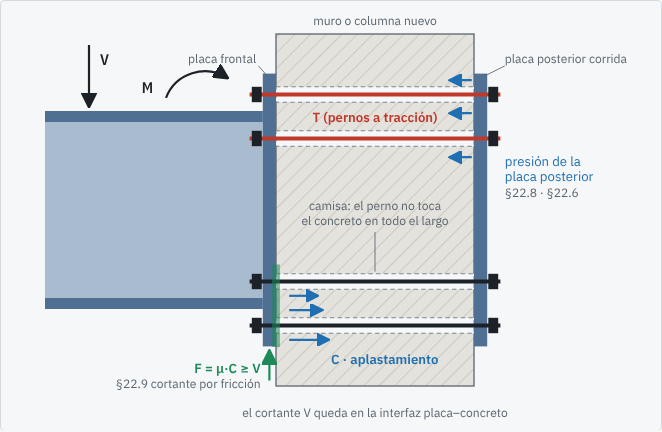 muro o columna nuevo
placa frontal
placa posterior corrida
V
M
T (pernos a tracción)
presión de la
placa posterior
§22.8 · §22.6
camisa: el perno no toca
el concreto en todo el largo
C · aplastamiento
F = μ·C ≥ V
§22.9 cortante por fricción
el cortante V queda en la interfaz placa–concreto